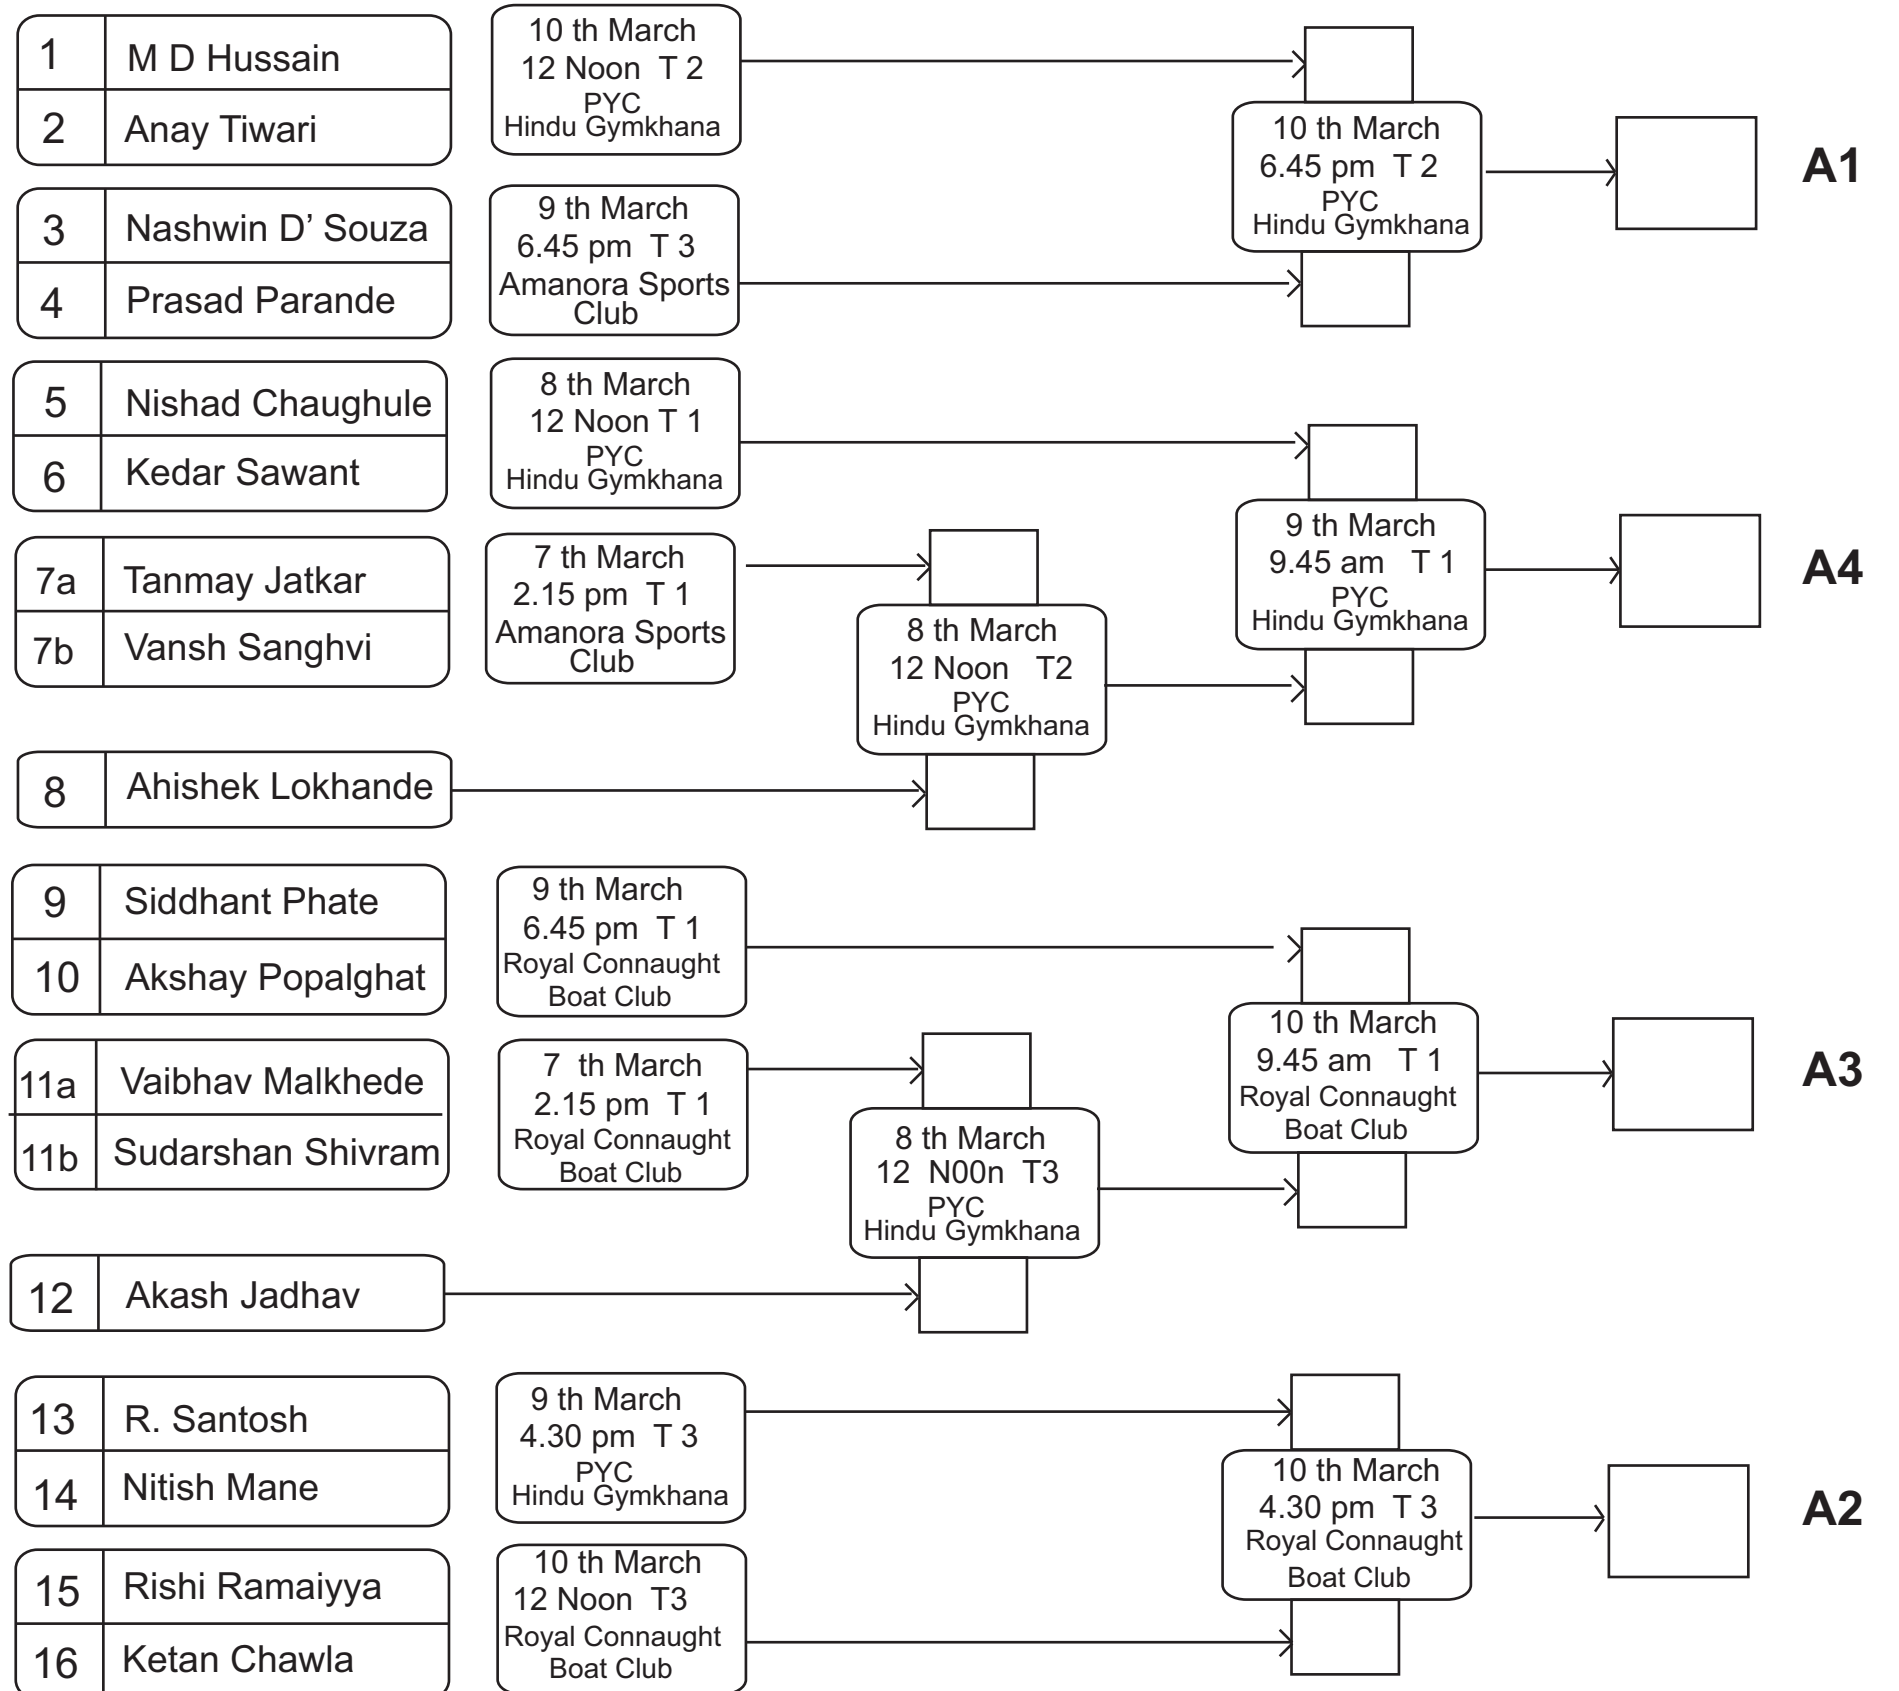 1 M D Hussain
2 Anay Tiwari
10 th March
12 Noon T 2
PYC
Hindu Gymkhana
3 Nashwin D’ Souza
4 Prasad Parande
9 th March
6.45 pm T 3
Amanora Sports
Club
10 th March
6.45 pm T 2
PYC
Hindu Gymkhana
A1
5 Nishad Chaughule
6 Kedar Sawant
8 th March
12 Noon T 1
PYC
Hindu Gymkhana
7a Tanmay Jatkar
7b Vansh Sanghvi
7 th March
2.15 pm T 1
Amanora Sports
Club
8 Ahishek Lokhande
8 th March
12 Noon T2
PYC
Hindu Gymkhana
9 th March
9.45 am T 1
PYC
Hindu Gymkhana
A4
9 Siddhant Phate
10 Akshay Popalghat
9 th March
6.45 pm T 1
Royal Connaught
Boat Club
11a Vaibhav Malkhede
11b Sudarshan Shivram
7 th March
2.15 pm T 1
Royal Connaught
Boat Club
12 Akash Jadhav
8 th March
12 N00n T3
PYC
Hindu Gymkhana
10 th March
9.45 am T 1
Royal Connaught
Boat Club
A3
13 R. Santosh
14 Nitish Mane
9 th March
4.30 pm T 3
PYC
Hindu Gymkhana
15 Rishi Ramaiyya
16 Ketan Chawla
10 th March
12 Noon T3
Royal Connaught
Boat Club
10 th March
4.30 pm T 3
Royal Connaught
Boat Club
A2